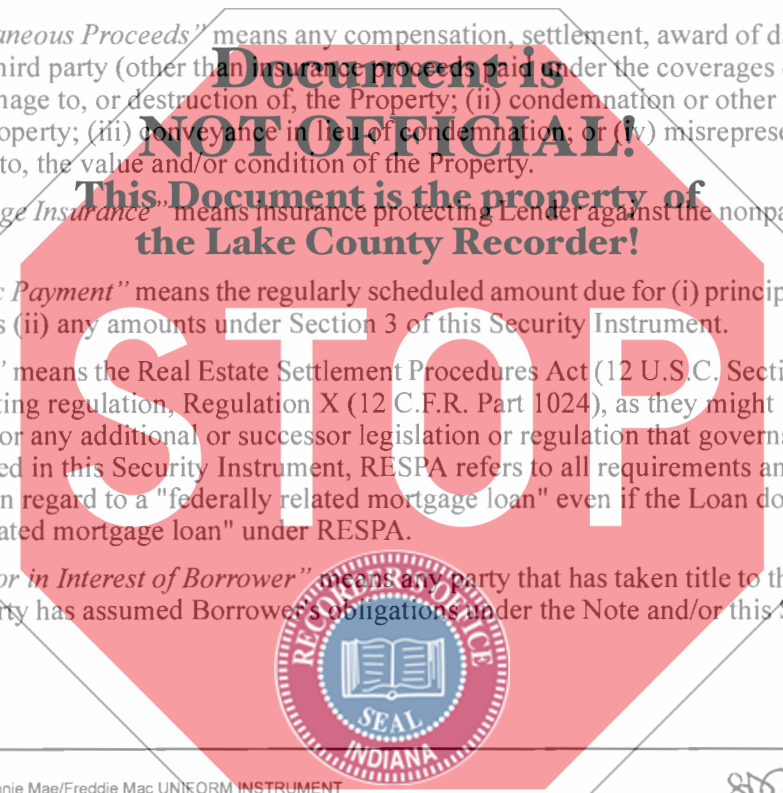 aneous Proceeds” means any compensation, settlement, award of da
Document is
hird party (other than insurance proceeds paid under the coverages
nage to, or destruction of, the Property; (ii) condemnation or other
NOT OFFICIAL!
operty; (iii) conveyance in lieu of condemnation; or (iv) misreprese
to, the value and/or condition of the Property.
This Document is the property of
ge Insurance” means insurance protecting Lender against the nonpa
the Lake County Recorder!
c Payment” means the regularly scheduled amount due for (i) princip
s (ii) any amounts under Section 3 of this Security Instrument.
STOP
” means the Real Estate Settlement Procedures Act (12 U.S.C. Secti
ting regulation, Regulation X (12 C.F.R. Part 1024), as they might
or any additional or successor legislation or regulation that governs
ed in this Security Instrument, RESPA refers to all requirements an
n regard to a "federally related mortgage loan" even if the Loan do
ated mortgage loan" under RESPA.
or in Interest of Borrower” means any party that has taken title to th
rty has assumed Borrower's obligations under the Note and/or this S
RECORDER'S OFFICE
SEAL
INDIANA
nnie Mae/Freddie Mac UNIFORM INSTRUMENT